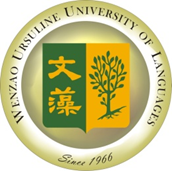 WENZAO URSULINE UNIVERSITY OF LANGUAGES
文
藻
Since 1966